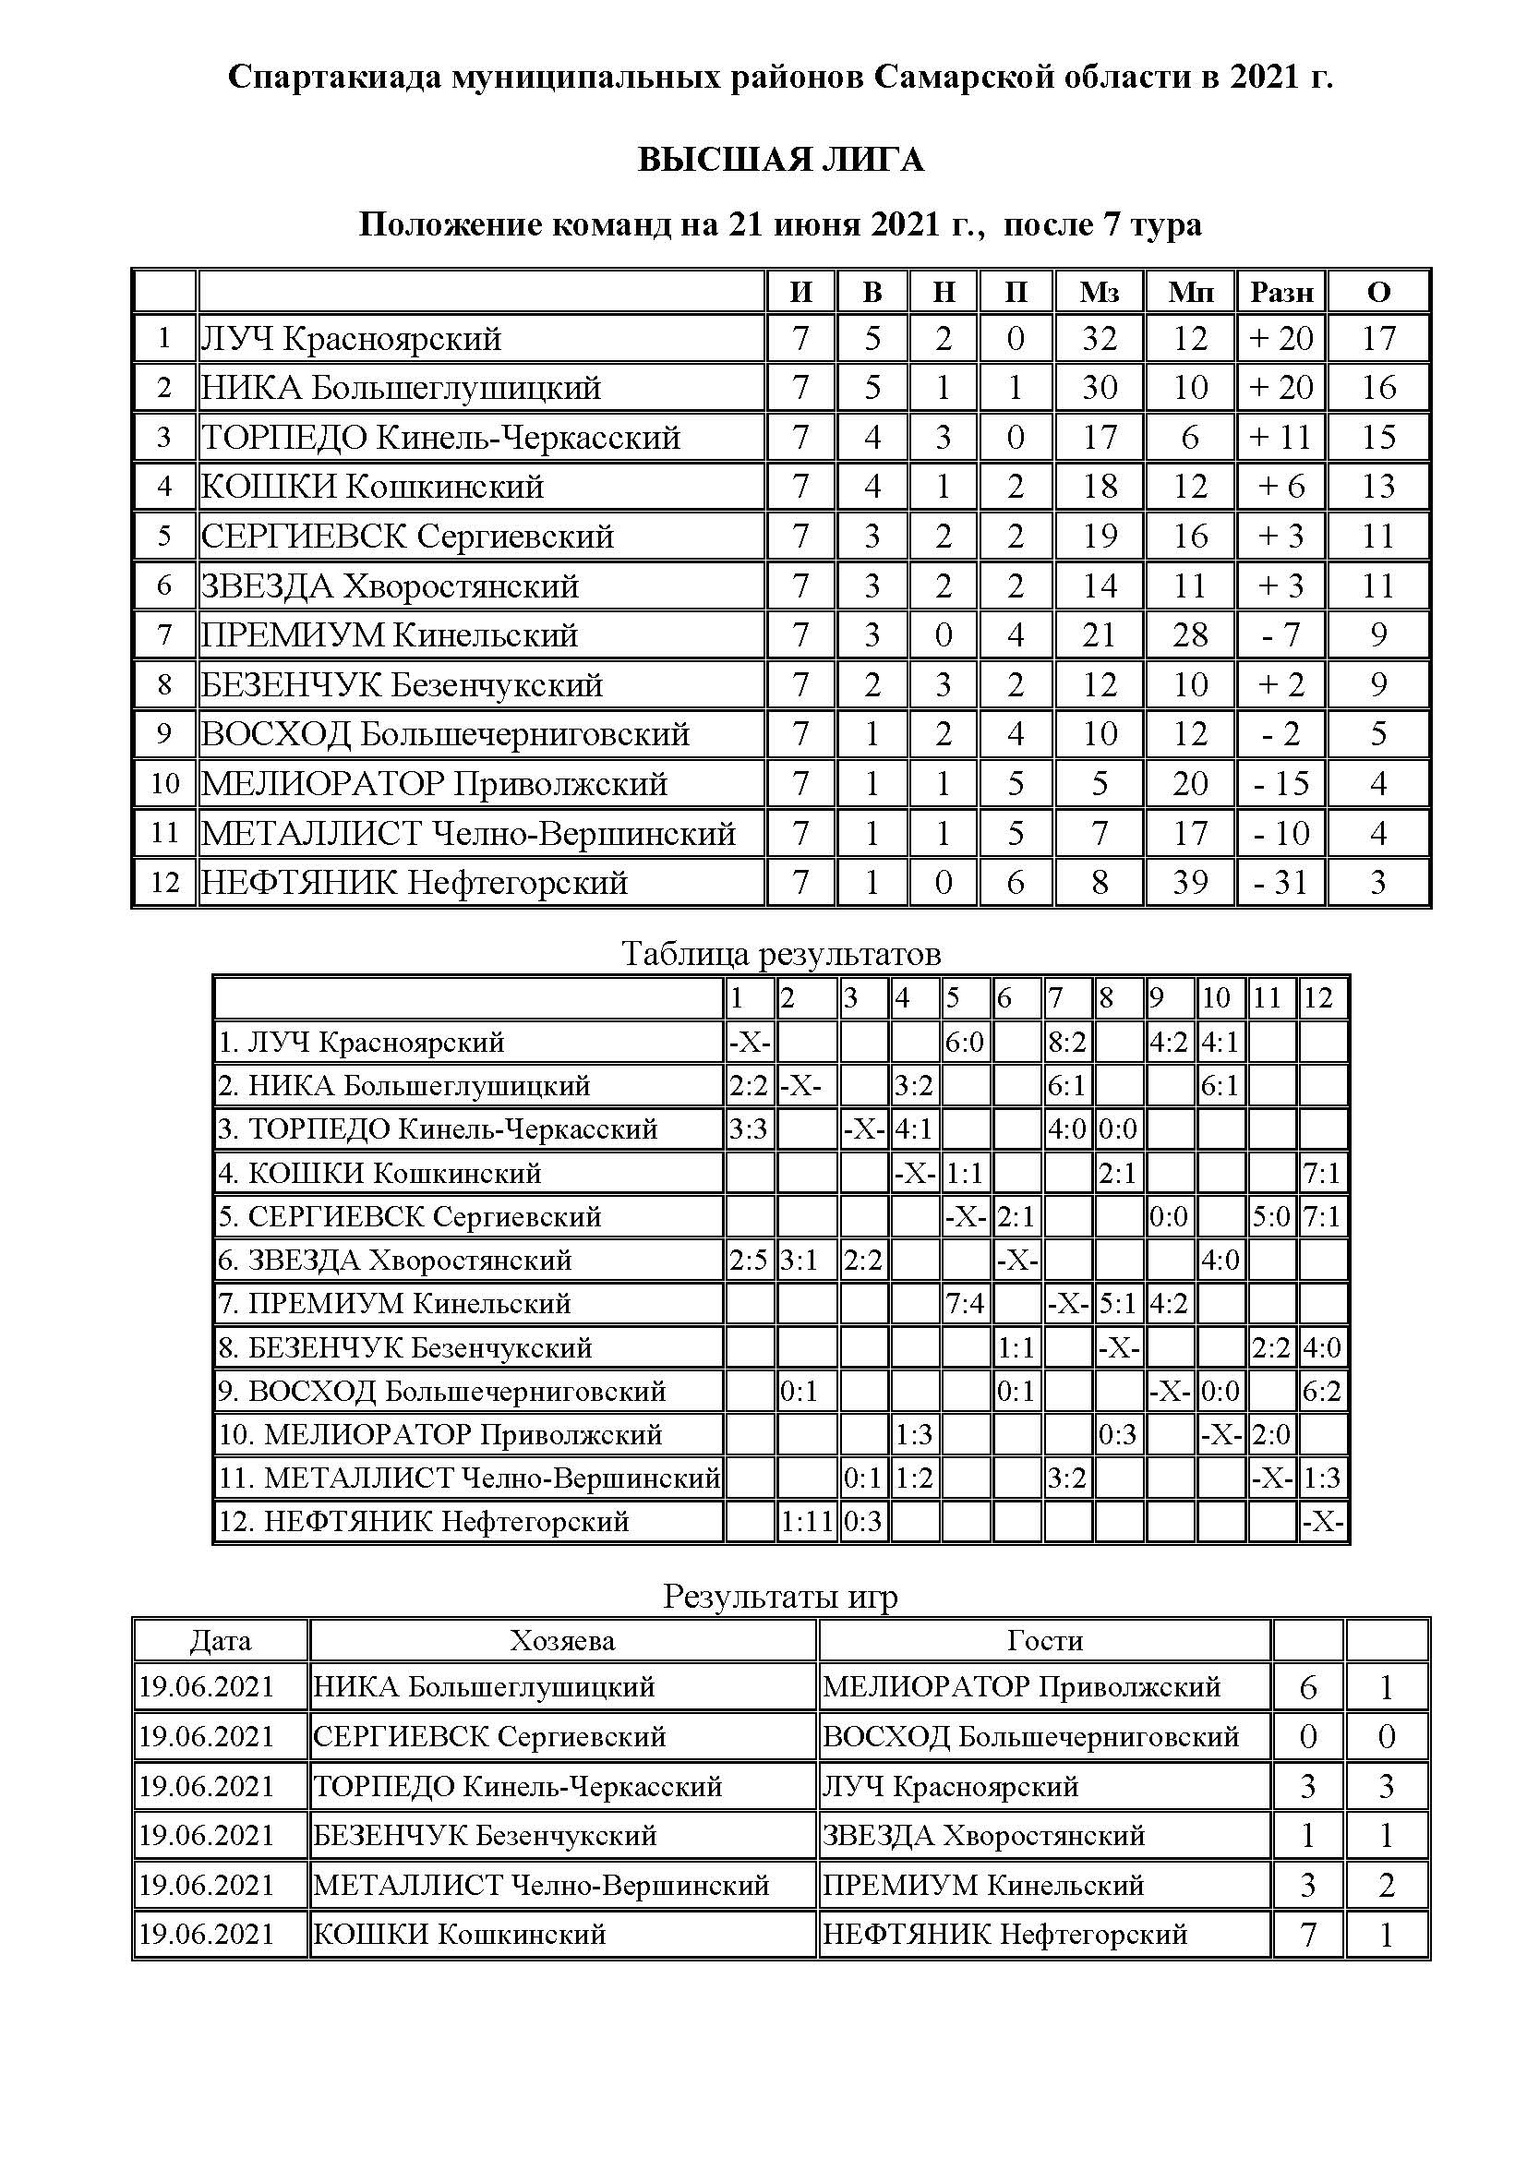 Спартакиада муниципальных районов Самарской области в 2021 г.
ВЫСШАЯ ЛИГА
Положение команд на 21 июня 2021 г., после 7 тура
И В Н П Мз Мп Разн О
1 ЛУЧ Красноярский 7 5 2 0 32 12 + 20 17
2 НИКА Большеглушицкий 7 5 1 1 30 10 + 20 16
3 ТОРПЕДО Кинель-Черкасский 7 4 3 0 17 6 + 11 15
4 КОШКИ Кошкинский 7 4 1 2 18 12 + 6 13
5 СЕРГИЕВСК Сергиевский 7 3 2 2 19 16 + 3 11
6 ЗВЕЗДА Хворостянский 7 3 2 2 14 11 + 3 11
7 ПРЕМИУМ Кинельский 7 3 0 4 21 28 - 7 9
8 БЕЗЕНЧУК Безенчукский 7 2 3 2 12 10 + 2 9
9 ВОСХОД Большечерниговский 7 1 2 4 10 12 - 2 5
10 МЕЛИОРАТОР Приволжский 7 1 1 5 5 20 - 15 4
11 МЕТАЛЛИСТ Челно-Вершинский 7 1 1 5 7 17 - 10 4
12 НЕФТЯНИК Нефтегорский 7 1 0 6 8 39 - 31 3
Таблица результатов
1 2 3 4 5 6 7 8 9 10 11 12
1. ЛУЧ Красноярский -X- 6:0 8:2 4:2 4:1
2. НИКА Большеглушицкий 2:2 -X- 3:2 6:1 6:1
3. ТОРПЕДО Кинель-Черкасский 3:3 -X- 4:1 4:0 0:0
4. КОШКИ Кошкинский -X- 1:1 2:1 7:1
5. СЕРГИЕВСК Сергиевский -X- 2:1 0:0 5:0 7:1
6. ЗВЕЗДА Хворостянский 2:5 3:1 2:2 -X- 4:0
7. ПРЕМИУМ Кинельский 7:4 -X- 5:1 4:2
8. БЕЗЕНЧУК Безенчукский 1:1 -X- 2:2 4:0
9. ВОСХОД Большечерниговский 0:1 0:1 -X- 0:0 6:2
10. МЕЛИОРАТОР Приволжский 1:3 0:3 -X- 2:0
11. МЕТАЛЛИСТ Челно-Вершинский 0:1 1:2 3:2 -X- 1:3
12. НЕФТЯНИК Нефтегорский 1:11 0:3 -X-
Результаты игр
Дата Хозяева Гости
19.06.2021 НИКА Большеглушицкий МЕЛИОРАТОР Приволжский 6 1
19.06.2021 СЕРГИЕВСК Сергиевский ВОСХОД Большечерниговский 0 0
19.06.2021 ТОРПЕДО Кинель-Черкасский ЛУЧ Красноярский 3 3
19.06.2021 БЕЗЕНЧУК Безенчукский ЗВЕЗДА Хворостянский 1 1
19.06.2021 МЕТАЛЛИСТ Челно-Вершинский ПРЕМИУМ Кинельский 3 2
19.06.2021 КОШКИ Кошкинский НЕФТЯНИК Нефтегорский 7 1